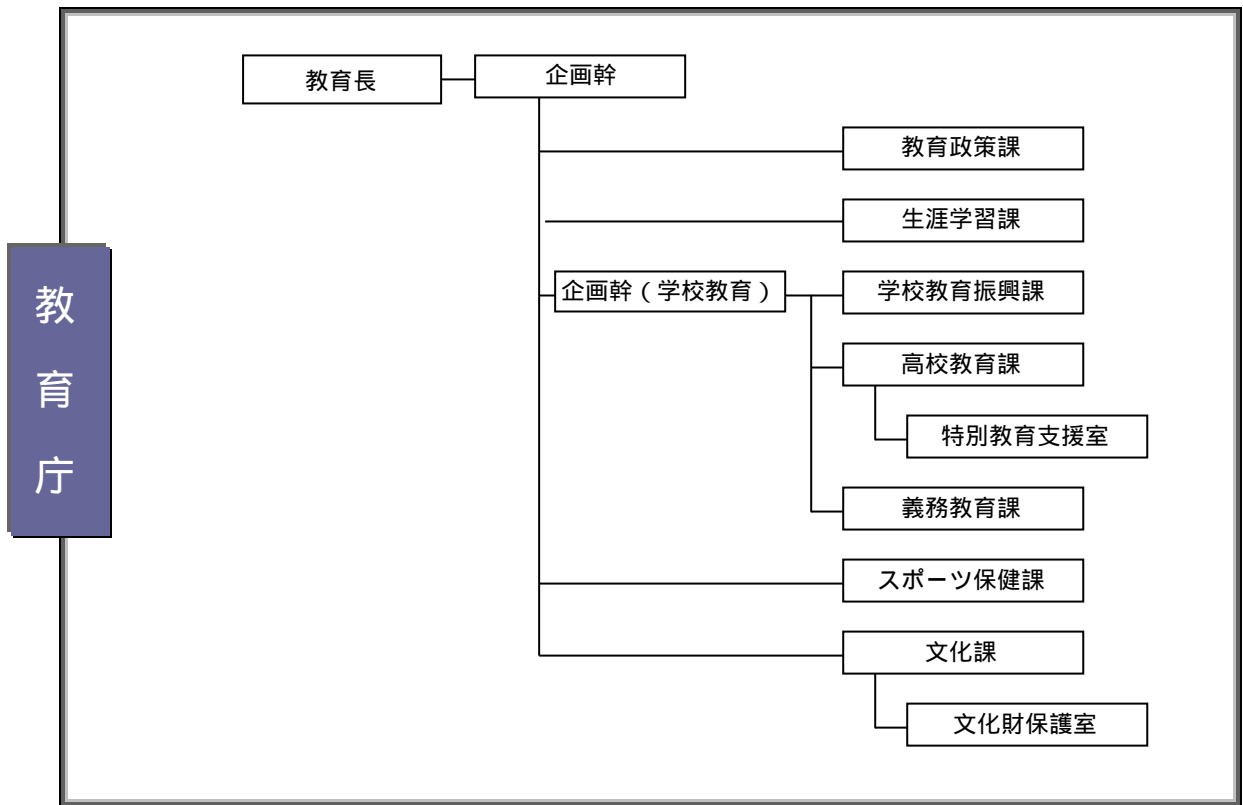 教育庁
教育長
企画幹
教育政策課
生涯学習課
企画幹（学校教育）
学校教育振興課
高校教育課
特別教育支援室
義務教育課
スポーツ保健課
文化課
文化財保護室